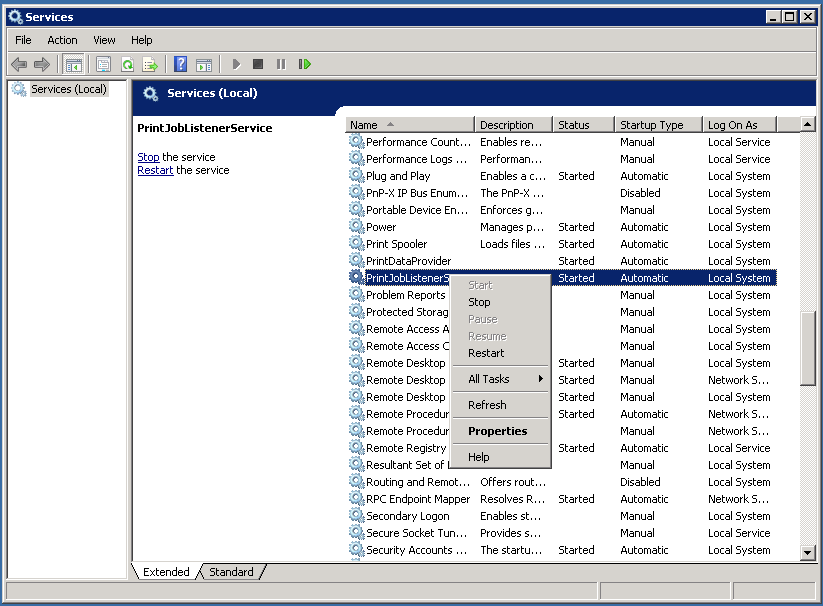 Services
File Action View Help
Services (Local)
Services (Local)
PrintJobListenerService
Stop the service
Restart the service
Name Description Status Startup Type Log On As
Performance Count... Enables re... Manual Local Service
Performance Logs ... Performan... Manual Local Service
Plug and Play Enables a c... Started Automatic Local System
PnP-X IP Bus Enum... The PnP-X ... Disabled Local System
Portable Device En... Enforces g... Manual Local System
Power Manages p... Started Automatic Local System
Print Spooler Loads files ... Started Automatic Local System
PrintDataProvider Started Automatic Local System
PrintJobListenerS Started Automatic Local System
Problem Reports Manual Local System
Protected Storag Manual Local System
Remote Access A Manual Local System
Remote Access C Manual Local System
Remote Desktop Started Manual Local System
Remote Desktop Started Manual Network S...
Remote Desktop Started Manual Local System
Remote Procedur Started Automatic Network S...
Remote Procedur Manual Network S...
Remote Registry Started Automatic Local Service
Resultant Set of Manual Local System
Routing and Remot... Offers rout... Disabled Local System
RPC Endpoint Mapper Resolves R... Started Automatic Network S...
Secondary Logon Enables st... Manual Local System
Secure Socket Tun... Provides s... Manual Local Service
Security Accounts ... The startu... Started Automatic Local System
Start
Stop
Pause
Resume
Restart
All Tasks
Refresh
Properties
Help
Extended Standard